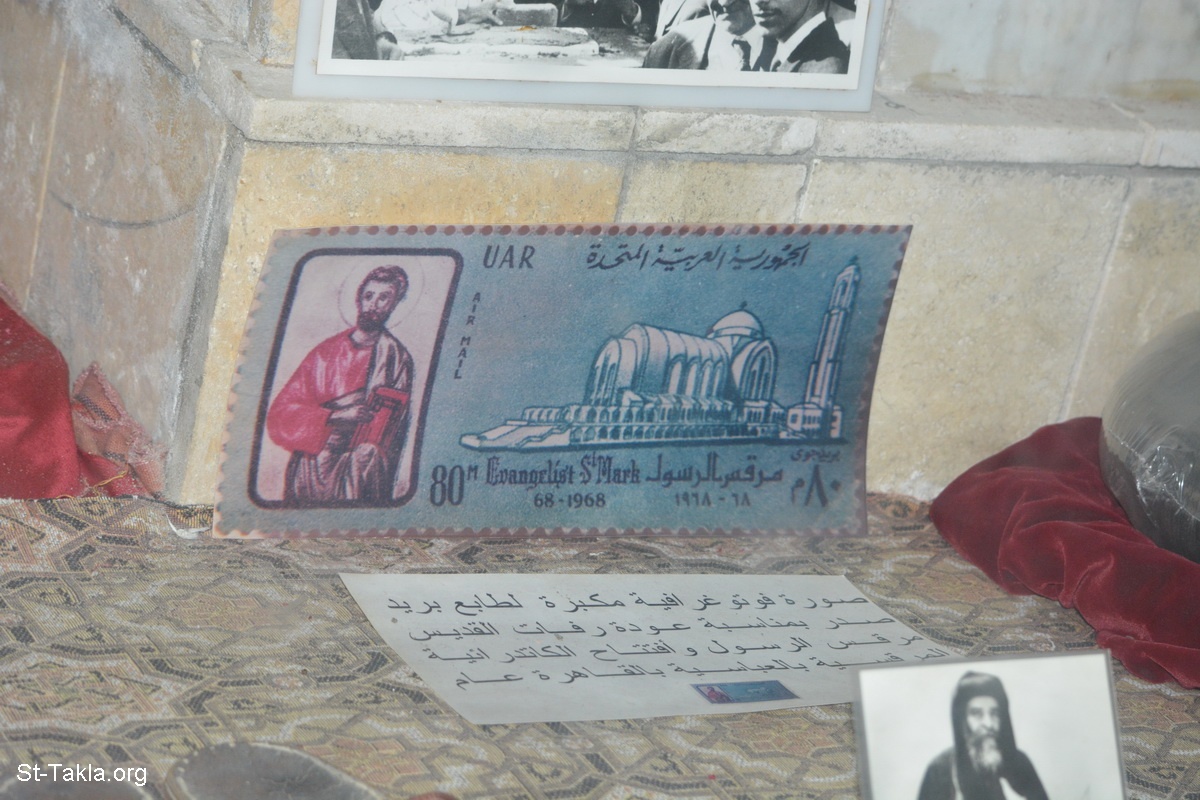 UAR الجمهورية العربية المتحدة
AIR MAIL
80M Evangelist St Mark مرقس الرسول ٨٠م بريد جوى
68-1968 ٦٨ - ١٩٦٨
صورة فوتوغرافية مكبرة لطابع بريد
صدر بمناسبة عودة رفات القديس
مرقس الرسول وافتتاح الكاتدرائية
المرقسية بالعباسية بالقاهرة عام
St-Takla.org